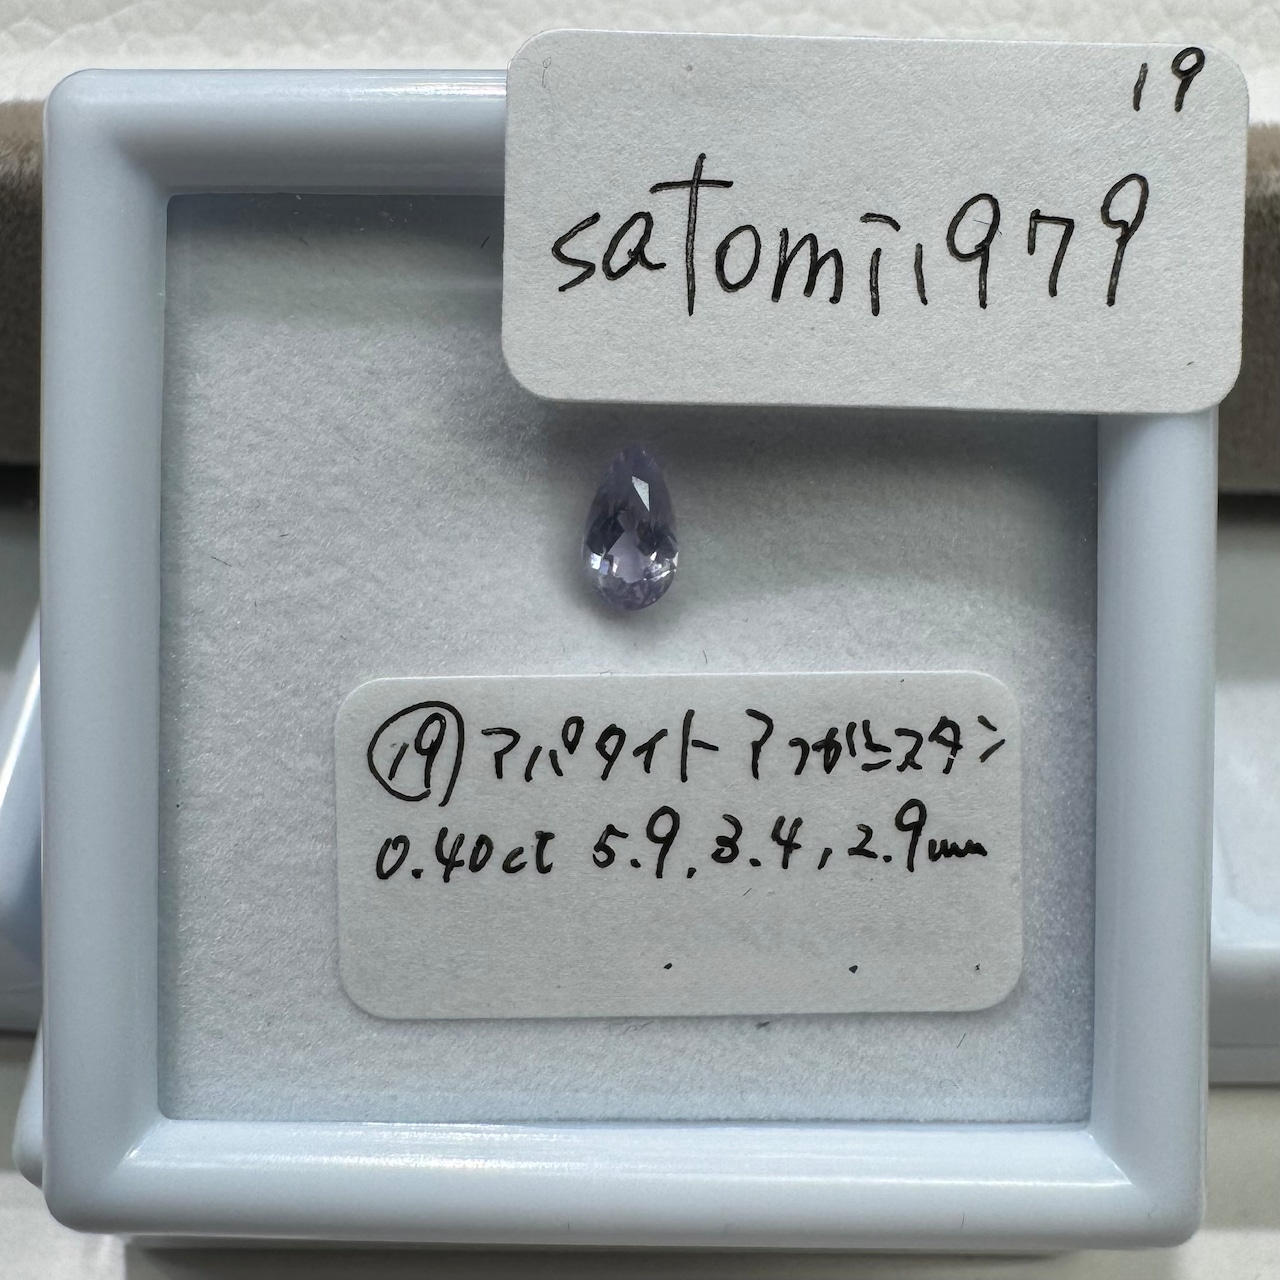 19
satomi1979
⑲アパタイト アフガニスタン
0.40ct 5.9, 3.4, 2.9mm